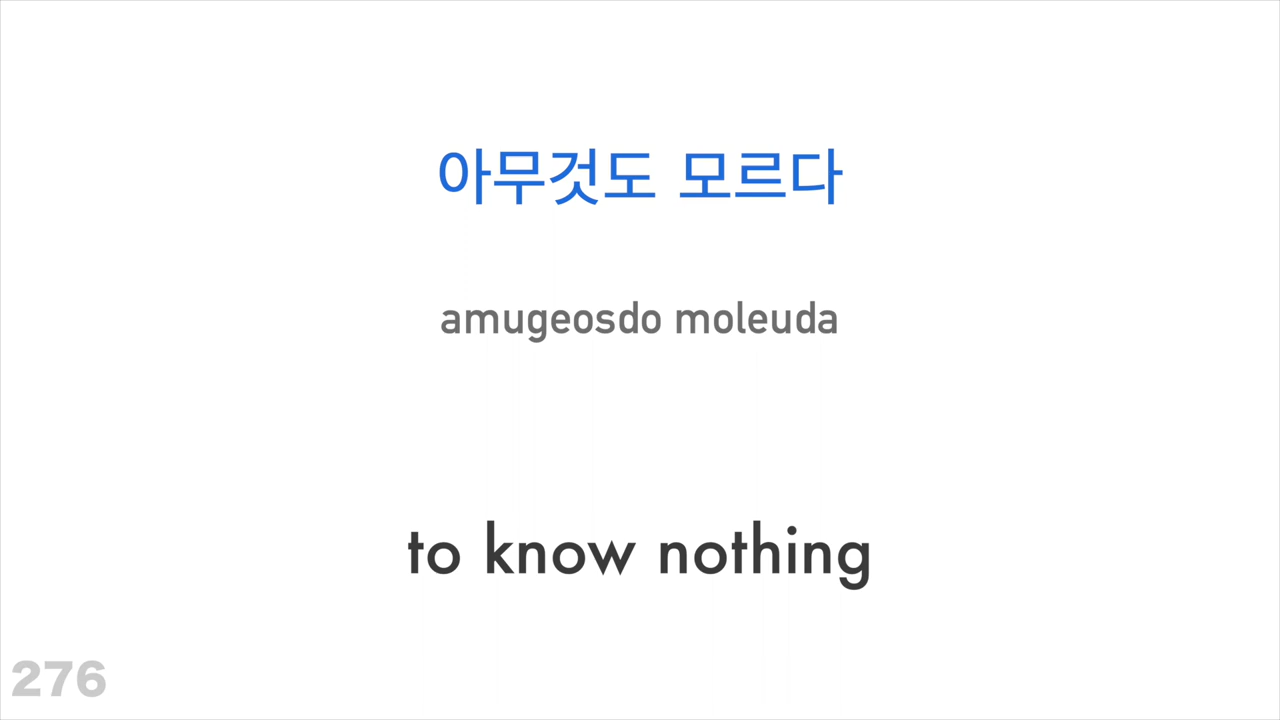 아무것도 모르다
amugeosdo moleuda
to know nothing
276